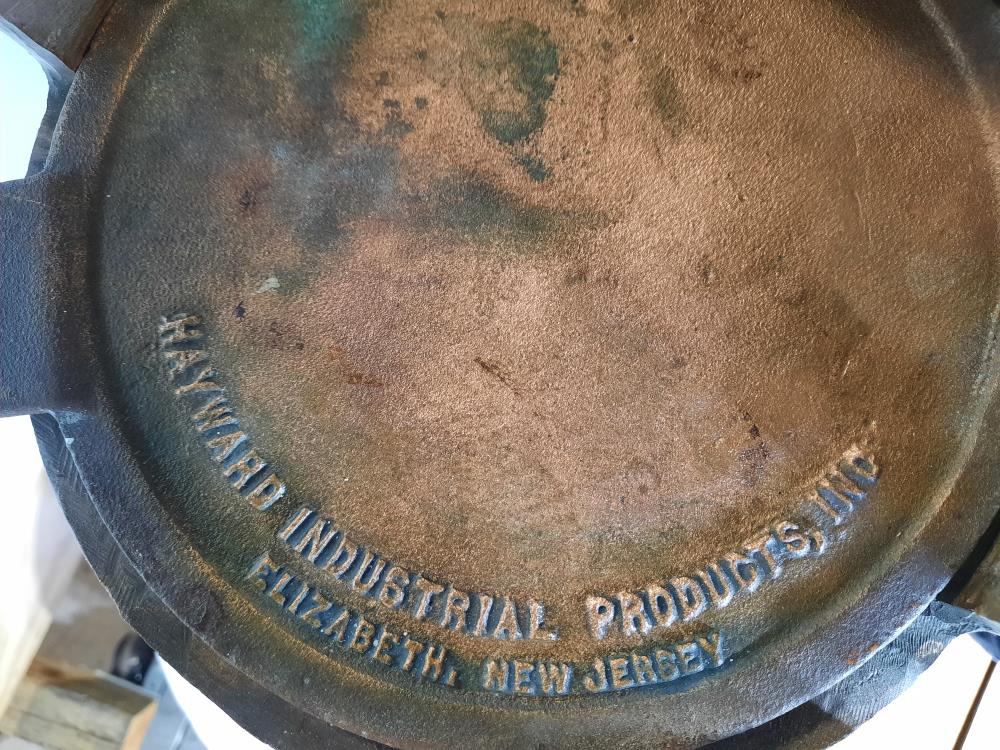 HAYWARD INDUSTRIAL PRODUCTS, INC
ELIZABETH, NEW JERSEY